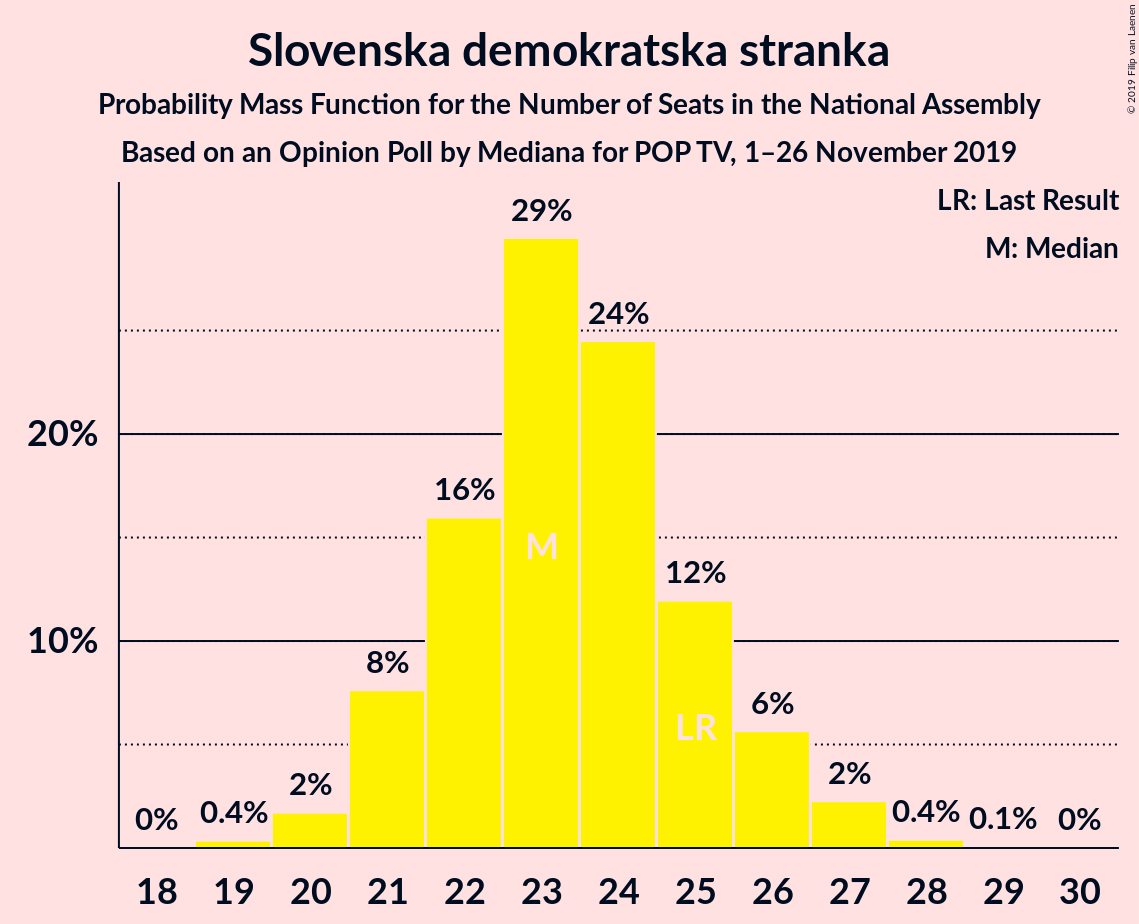 Slovenska demokratska stranka
Probability Mass Function for the Number of Seats in the National Assembly
Based on an Opinion Poll by Mediana for POP TV, 1–26 November 2019
© 2019 Filip van Laenen
LR: Last Result
M: Median
29%
24%
20%
16%
M
12%
10%
8%
LR
6%
2%
2%
0%
0.4%
0.4%
0.1%
0%
18 19 20 21 22 23 24 25 26 27 28 29 30